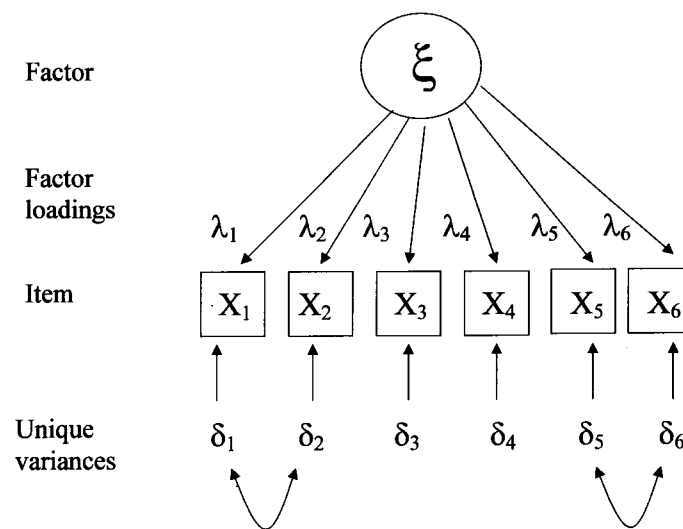 Factor
ξ
Factor
loadings
λ₁ λ₂ λ₃ λ₄ λ₅ λ₆
Item
X₁ X₂ X₃ X₄ X₅ X₆
Unique
variances
δ₁ δ₂ δ₃ δ₄ δ₅ δ₆